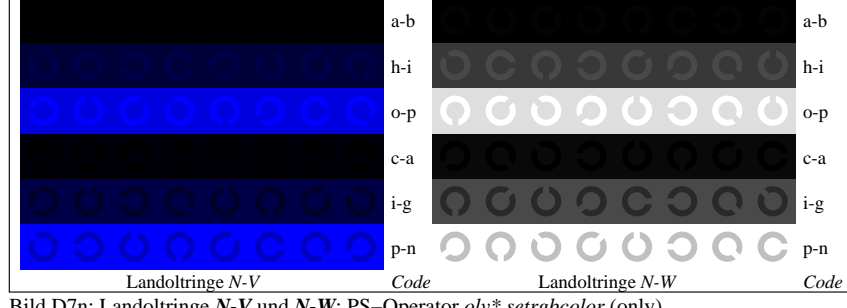 a-b a-b
h-i h-i
o-p o-p
c-a c-a
i-g i-g
p-n p-n
Landoltringe N-V Code Landoltringe N-W Code
Bild D7n: Landoltringe N-V und N-W; PS−Operator olv* setrgbcolor (only)